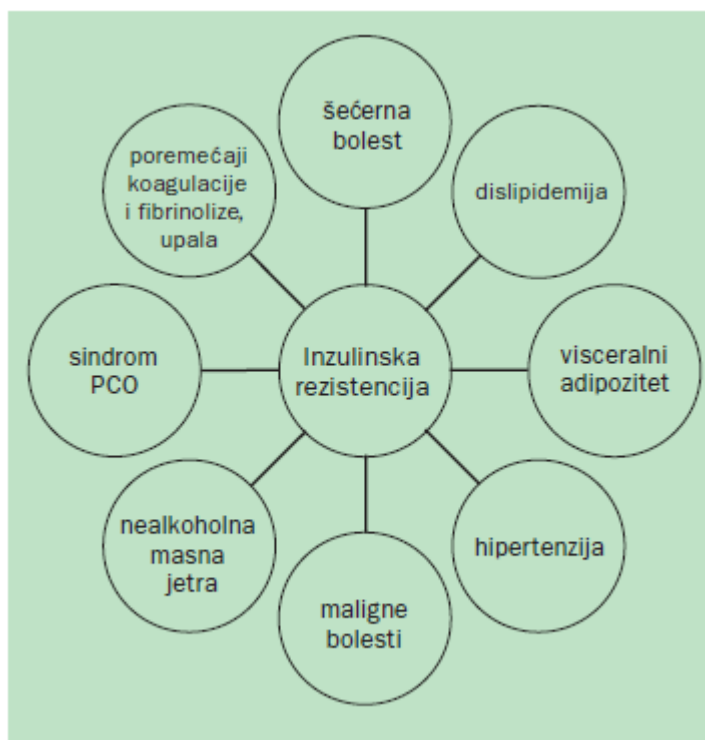 šećerna
bolest
poremećaji
koagulacije
i fibrinolize,
upala
dislipidemija
sindrom
PCO
Inzulinska
rezistencija
visceralni
adipozitet
nealkoholna
masna
jetra
hipertenzija
maligne
bolesti